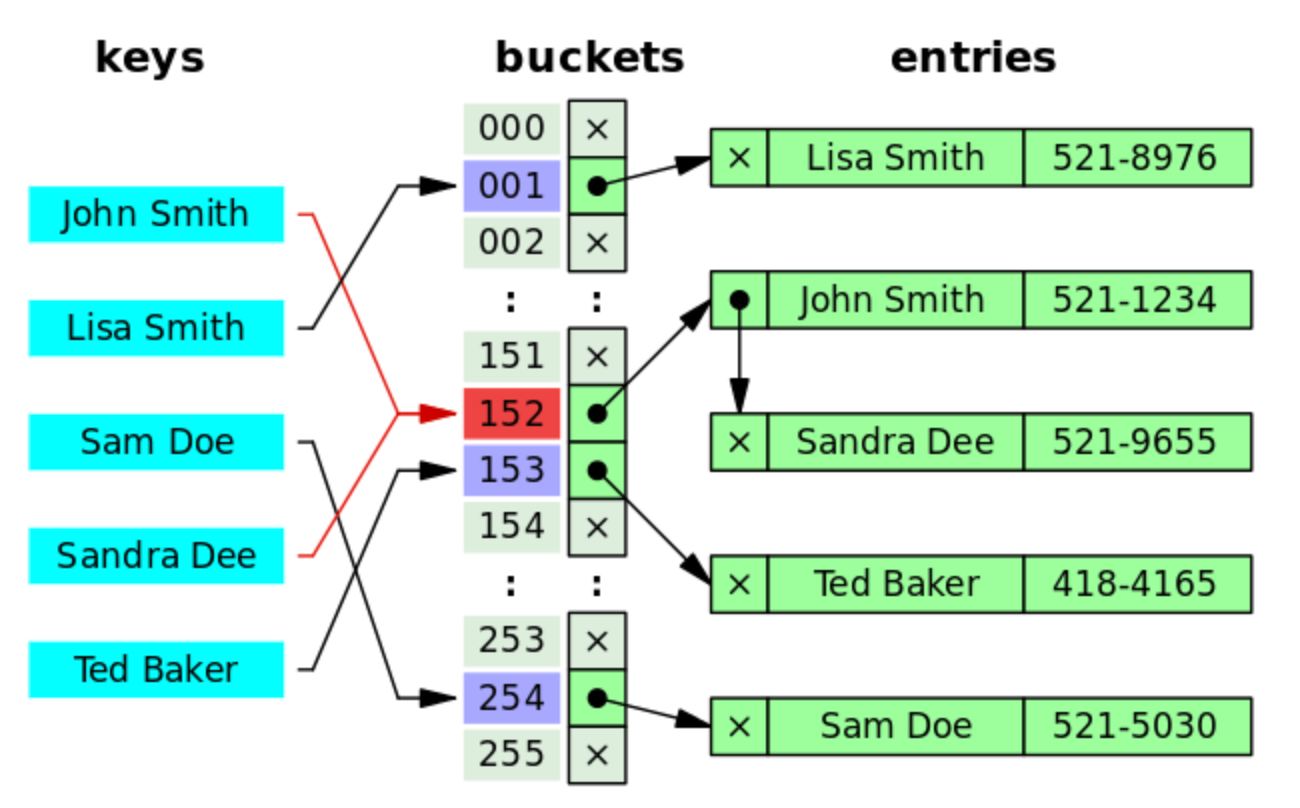 keys
buckets
entries
John Smith
Lisa Smith
Sam Doe
Sandra Dee
Ted Baker
000 ×
001
002 ×
: :
151 ×
152
153
154 ×
: :
253 ×
254
255 ×
× Lisa Smith 521-8976
John Smith 521-1234
× Sandra Dee 521-9655
× Ted Baker 418-4165
× Sam Doe 521-5030